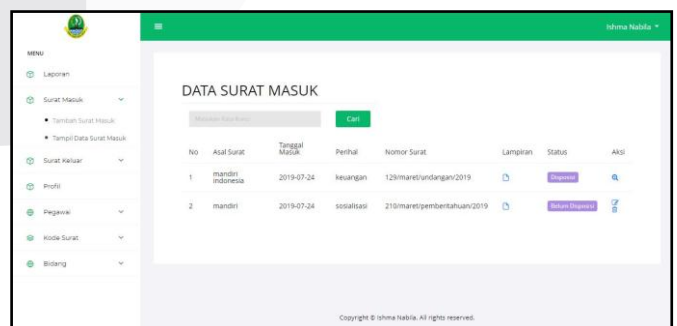 Ishma Nabila
MENU
Laporan
Surat Masuk
Tambah Surat Masuk
Tampil Data Surat Masuk
Surat Keluar
Profil
Pegawai
Kode Surat
Bidang
DATA SURAT MASUK
Cari
No Asal Surat Tanggal Masuk Perihal Nomor Surat Lampiran Status Aksi
1 mandiri indonesia 2019-07-24 keuangan 129/maret/undangan/2019 Disposisi
2 mandiri 2019-07-24 sosialisasi 210/maret/pemberitahuan/2019 Belum Disposisi
Copyright © Ishma Nabila. All rights reserved.